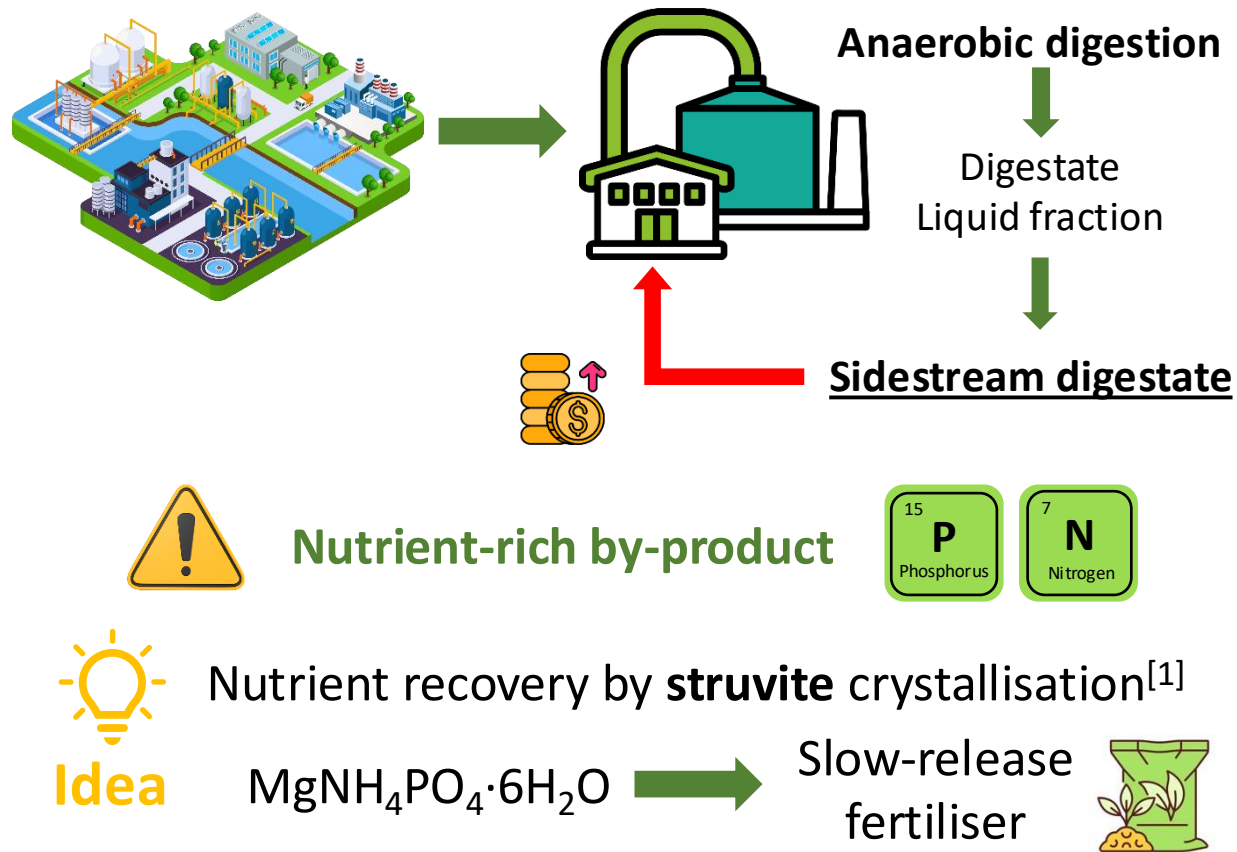 Anaerobic digestion
Digestate
Liquid fraction
Sidestream digestate
$
Nutrient-rich by-product
15
P
Phosphorus
7
N
Nitrogen
Nutrient recovery by struvite crystallisation[1]
Idea
MgNH₄PO₄·6H₂O
Slow-release
fertiliser